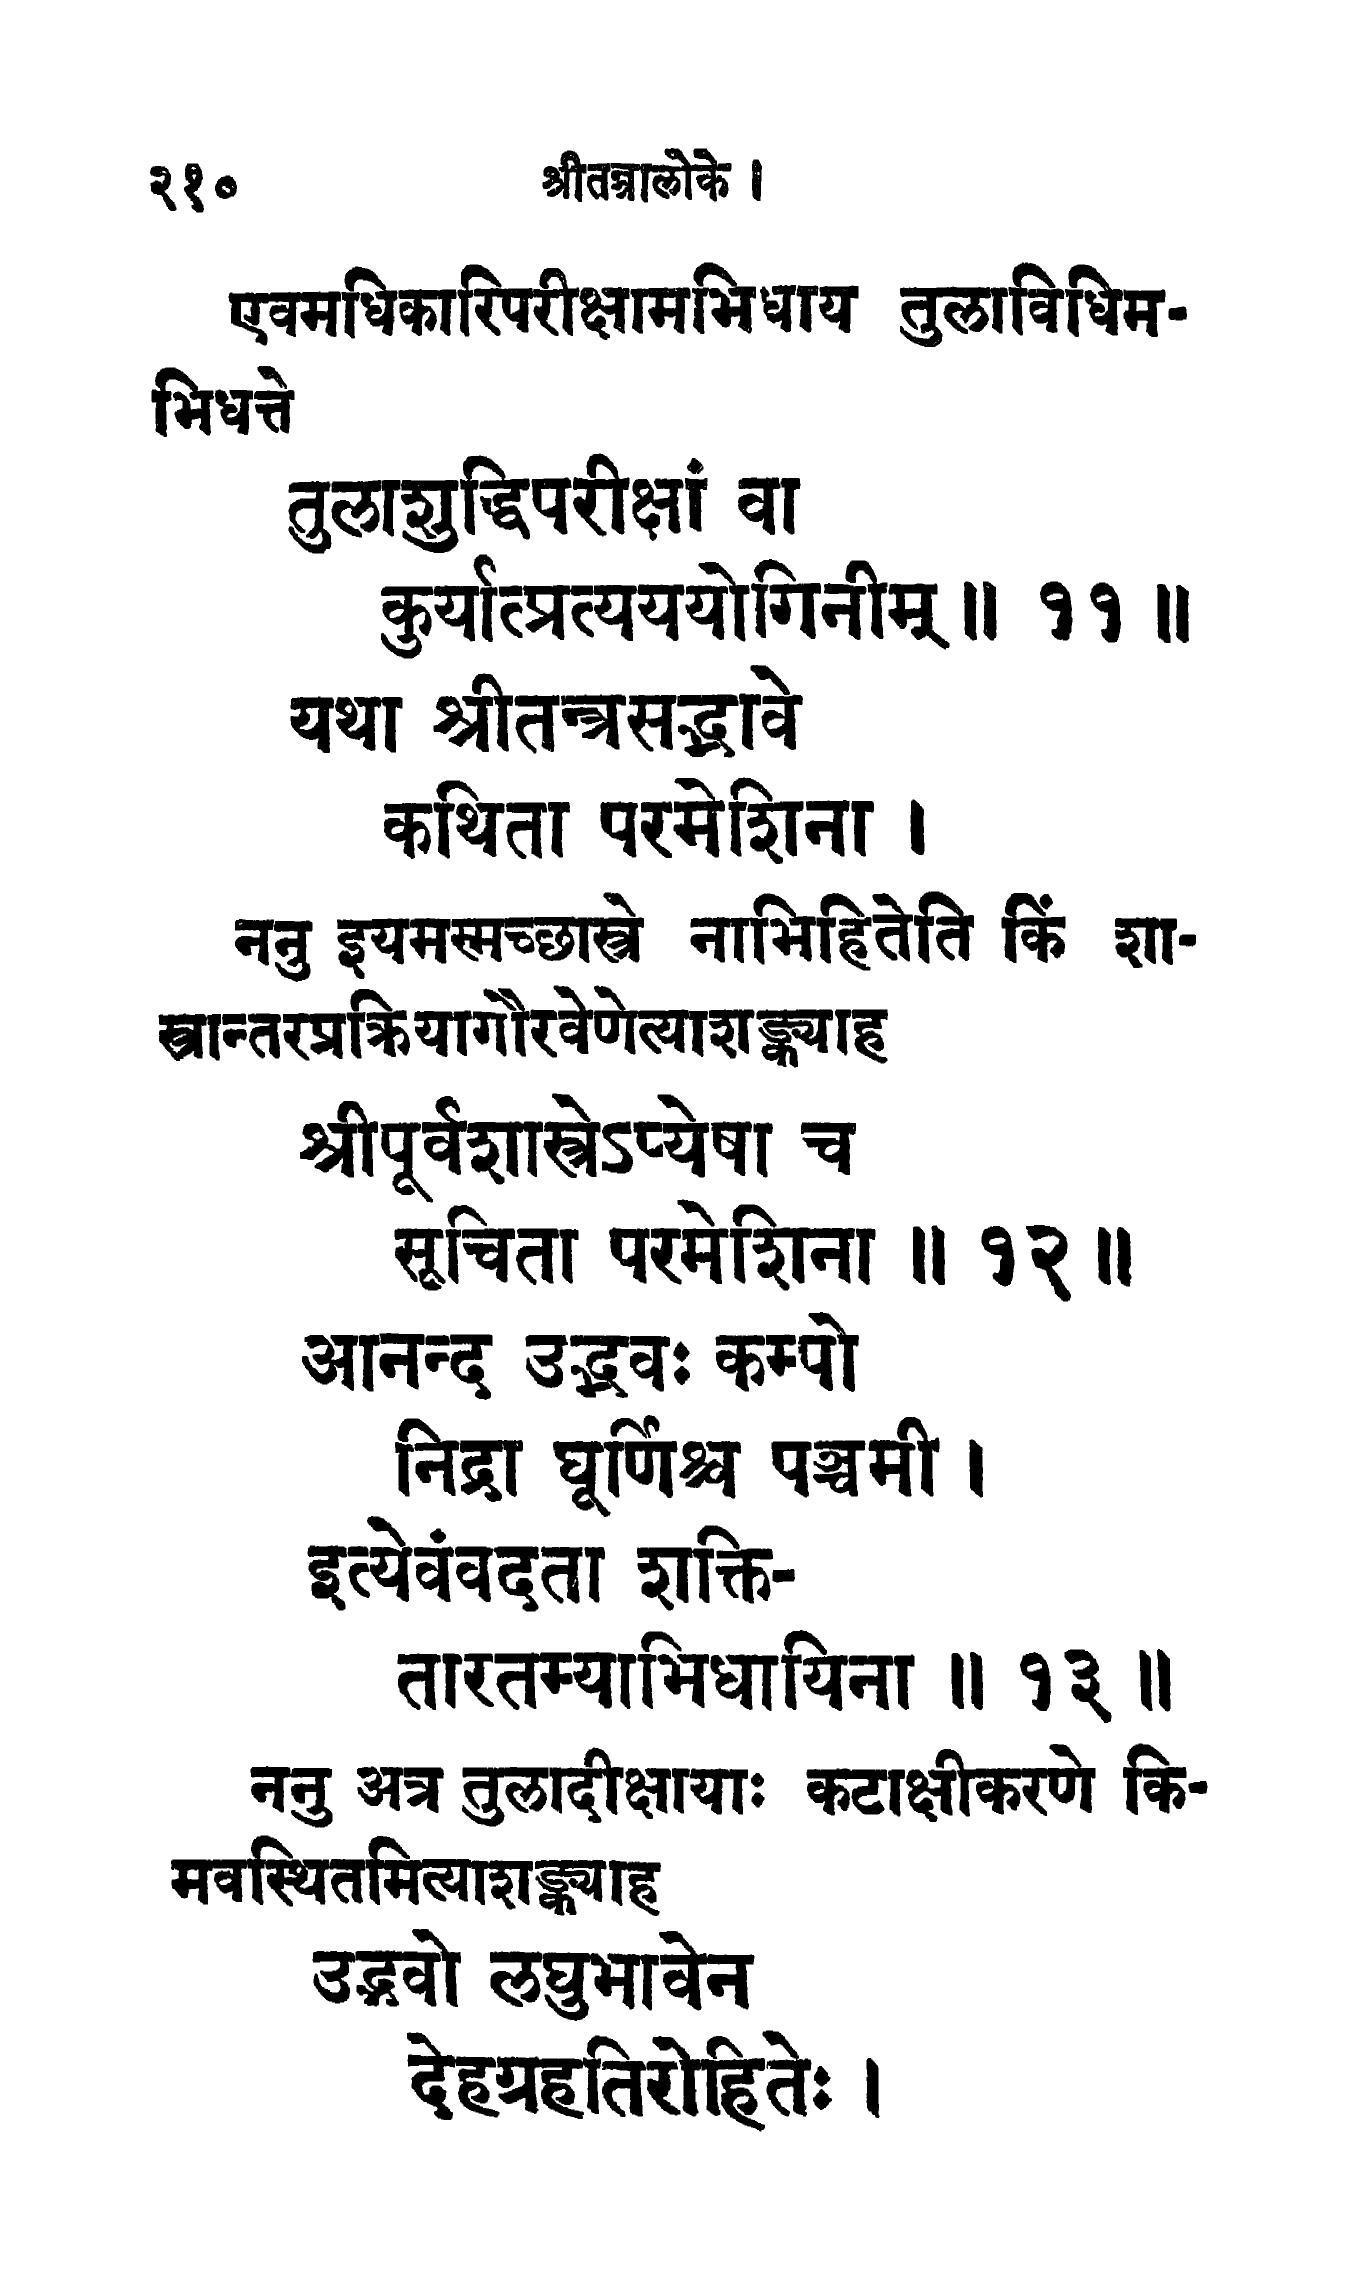 २१० श्रीतन्त्रालोके ।
एवमधिकारिपरीक्षामभिधाय तुलाविधिम-
भिधत्ते
तुलाशुद्धिपरीक्षां वा
कुर्यात्प्रत्यययोगिनीम् ॥ ११ ॥
यथा श्रीतन्त्रसद्भावे
कथिता परमेशिना ।
ननु इयमस्मच्छास्त्रे नाभिहितेति किं शा-
स्त्रान्तरप्रक्रियागौरवेणेत्याशङ्क्याह
श्रीपूर्वशास्त्रेऽप्येषा च
सूचिता परमेशिना ॥ १२ ॥
आनन्द उद्भवः कम्पो
निद्रा घूर्णिश्च पञ्चमी ।
इत्येवंवदता शक्ति-
तारतम्याभिधायिना ॥ १३ ॥
ननु अत्र तुलादीक्षायाः कटाक्षीकरणे कि-
मवस्थितमित्याशङ्क्याह
उद्भवो लघुभावेन
देहग्रहतिरोहितेः ।